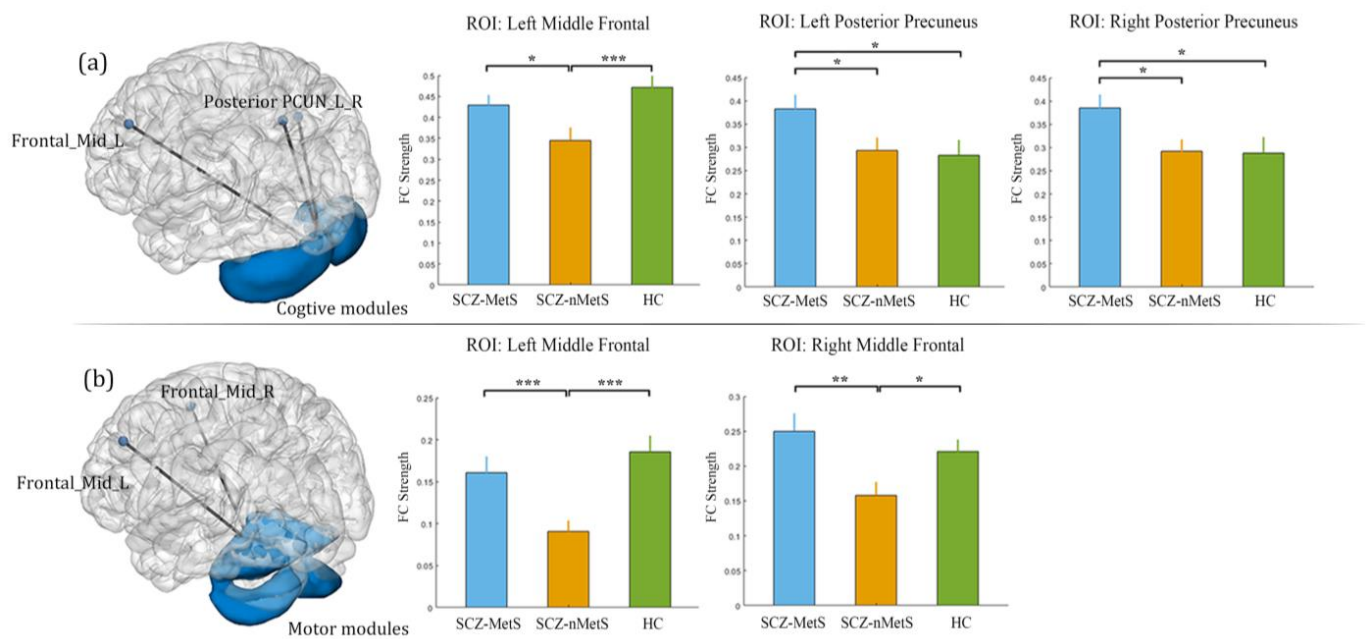 (a)
Posterior PCUN_L_R
Frontal_Mid_L
Cogtive modules
ROI: Left Middle Frontal
* ***
FC Strength
0.5
0.45
0.4
0.35
0.3
0.25
0.2
0.15
0.1
0.05
0
SCZ-MetS SCZ-nMetS HC
ROI: Left Posterior Precuneus
*
*
FC Strength
0.45
0.4
0.35
0.3
0.25
0.2
0.15
0.1
0.05
0
SCZ-MetS SCZ-nMetS HC
ROI: Right Posterior Precuneus
*
*
FC Strength
0.45
0.4
0.35
0.3
0.25
0.2
0.15
0.1
0.05
0
SCZ-MetS SCZ-nMetS HC
(b)
Frontal_Mid_R
Frontal_Mid_L
Motor modules
ROI: Left Middle Frontal
*** ***
FC Strength
0.25
0.2
0.15
0.1
0.05
0
SCZ-MetS SCZ-nMetS HC
ROI: Right Middle Frontal
** *
FC Strength
0.3
0.25
0.2
0.15
0.1
0.05
0
SCZ-MetS SCZ-nMetS HC